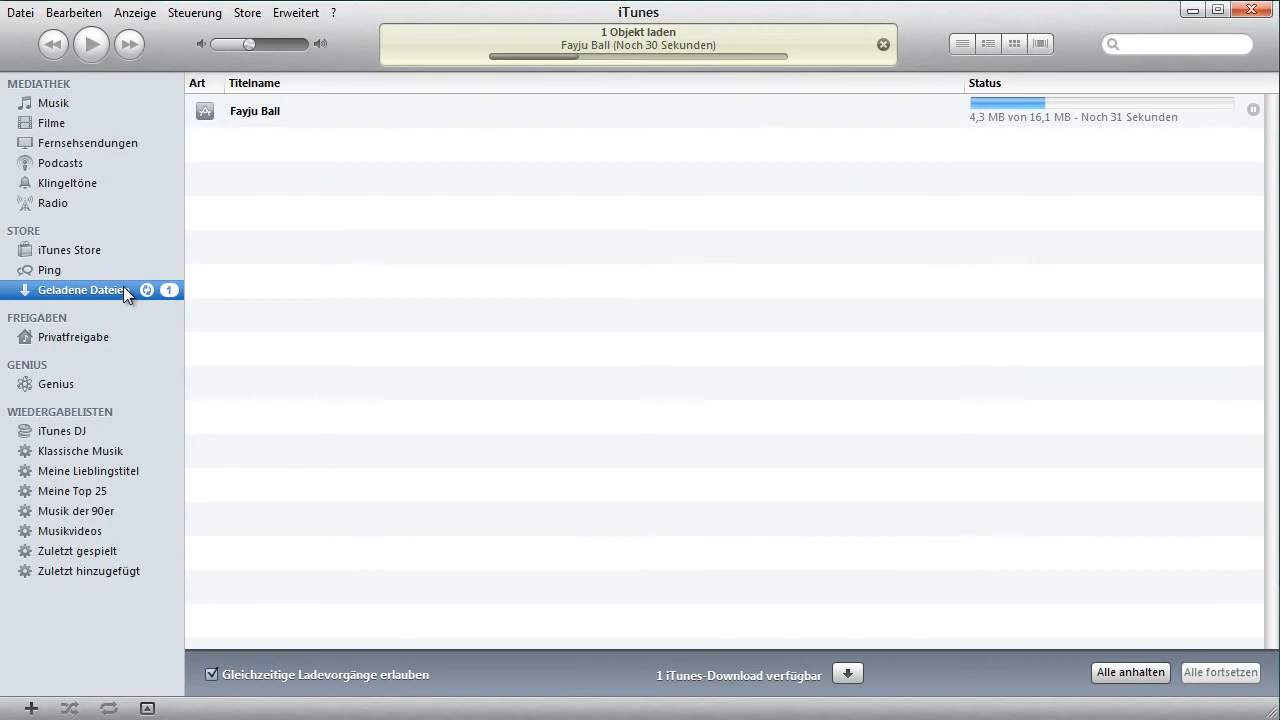 Datei Bearbeiten Anzeige Steuerung Store Erweitert ?
iTunes
1 Objekt laden
Fayju Ball (Noch 30 Sekunden)
MEDIATHEK
Musik
Filme
Fernsehsendungen
Podcasts
Klingeltöne
Radio
STORE
iTunes Store
Ping
Geladene Dateien 1
FREIGABEN
Privatfreigabe
GENIUS
Genius
WIEDERGABELISTEN
iTunes DJ
Klassische Musik
Meine Lieblingstitel
Meine Top 25
Musik der 90er
Musikvideos
Zuletzt gespielt
Zuletzt hinzugefügt
Art Titelname Status
Fayju Ball
4,3 MB von 16,1 MB - Noch 31 Sekunden
Gleichzeitige Ladevorgänge erlauben 1 iTunes-Download verfügbar Alle anhalten Alle fortsetzen